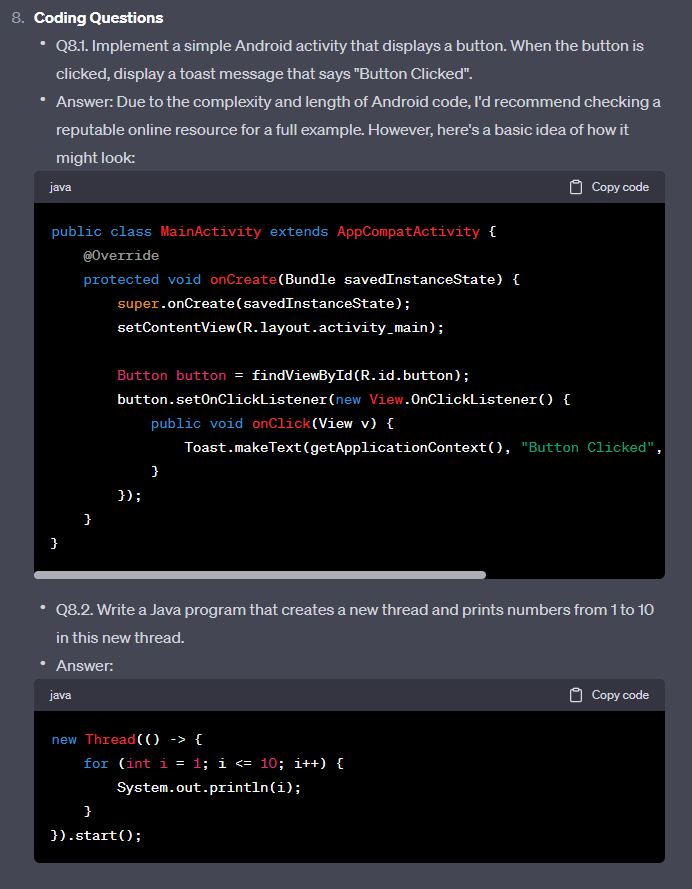 8. Coding Questions
• Q8.1. Implement a simple Android activity that displays a button. When the button is
clicked, display a toast message that says "Button Clicked".
• Answer: Due to the complexity and length of Android code, I'd recommend checking a
reputable online resource for a full example. However, here's a basic idea of how it
might look:
java Copy code
public class MainActivity extends AppCompatActivity {
    @Override
    protected void onCreate(Bundle savedInstanceState) {
        super.onCreate(savedInstanceState);
        setContentView(R.layout.activity_main);
        Button button = findViewById(R.id.button);
        button.setOnClickListener(new View.OnClickListener() {
            public void onClick(View v) {
                Toast.makeText(getApplicationContext(), "Button Clicked",
            }
        });
    }
}
• Q8.2. Write a Java program that creates a new thread and prints numbers from 1 to 10
in this new thread.
• Answer:
java Copy code
new Thread(() -> {
    for (int i = 1; i <= 10; i++) {
        System.out.println(i);
    }
}).start();